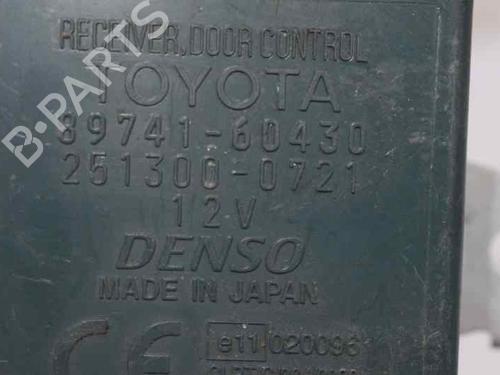 RECEIVER, DOOR CONTROL
TOYOTA
89741-60430
251300-0721
12V
DENSO
MADE IN JAPAN
CE e11 020096
B-PARTS